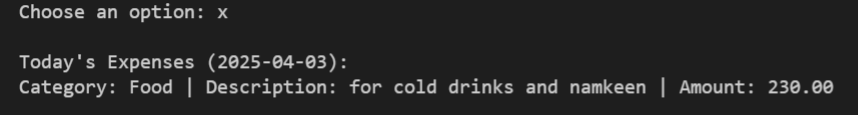 Choose an option: x
Today's Expenses (2025-04-03):
Category: Food | Description: for cold drinks and namkeen | Amount: 230.00